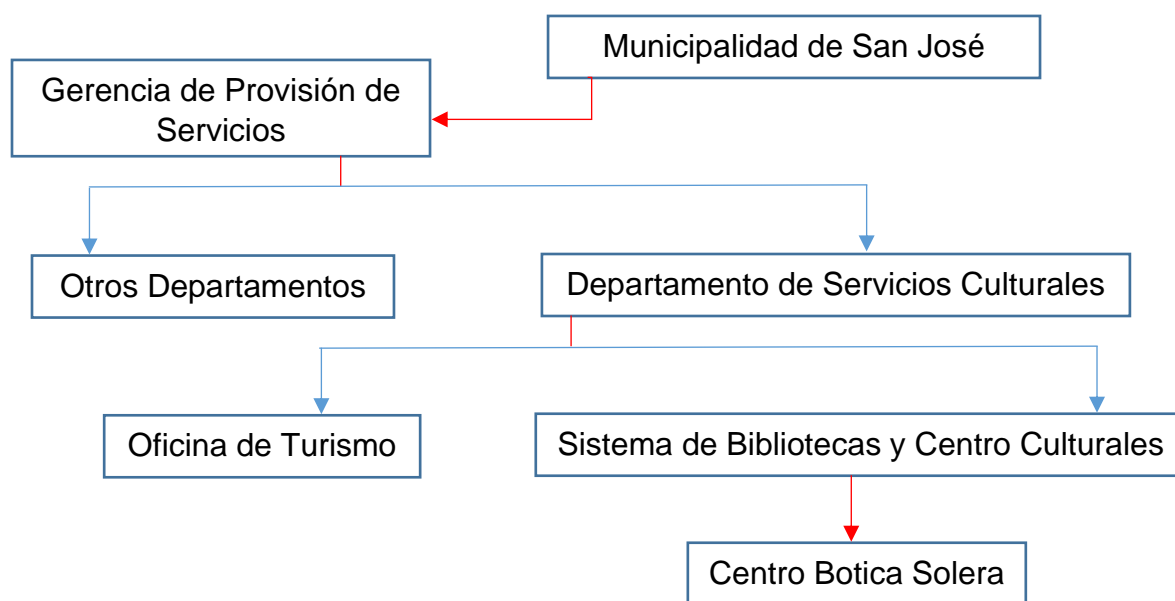 Municipalidad de San José
Gerencia de Provisión de
Servicios
Otros Departamentos
Departamento de Servicios Culturales
Oficina de Turismo
Sistema de Bibliotecas y Centro Culturales
Centro Botica Solera